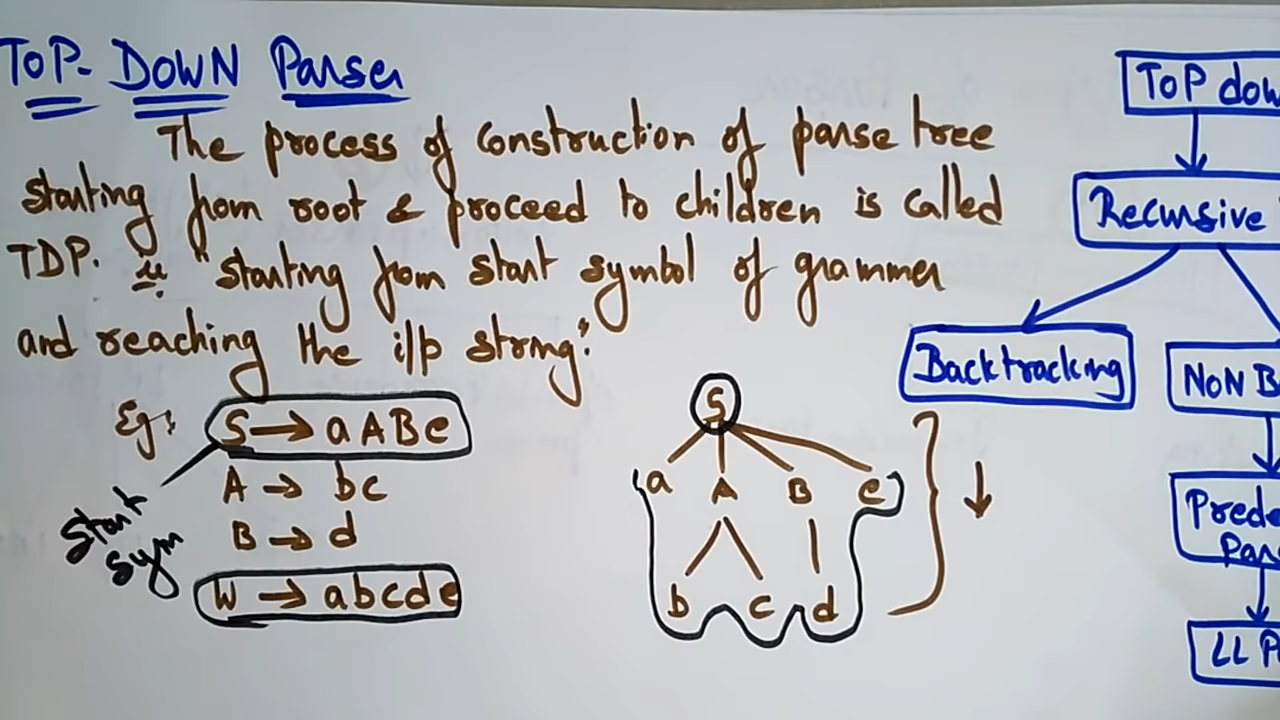 TOP-DOWN Parser
The process of construction of parse tree
starting from root & proceed to children is called
TDP. "starting from start symbol of grammer
and reaching the i/p string."
Eg:
S → aABe
A → bc
B → d
W → abcde
Start
Sym
S
a A B e
b c d
↓
TOP dow
Recursive
Backtracking
NON B
Prede
Par
LL P